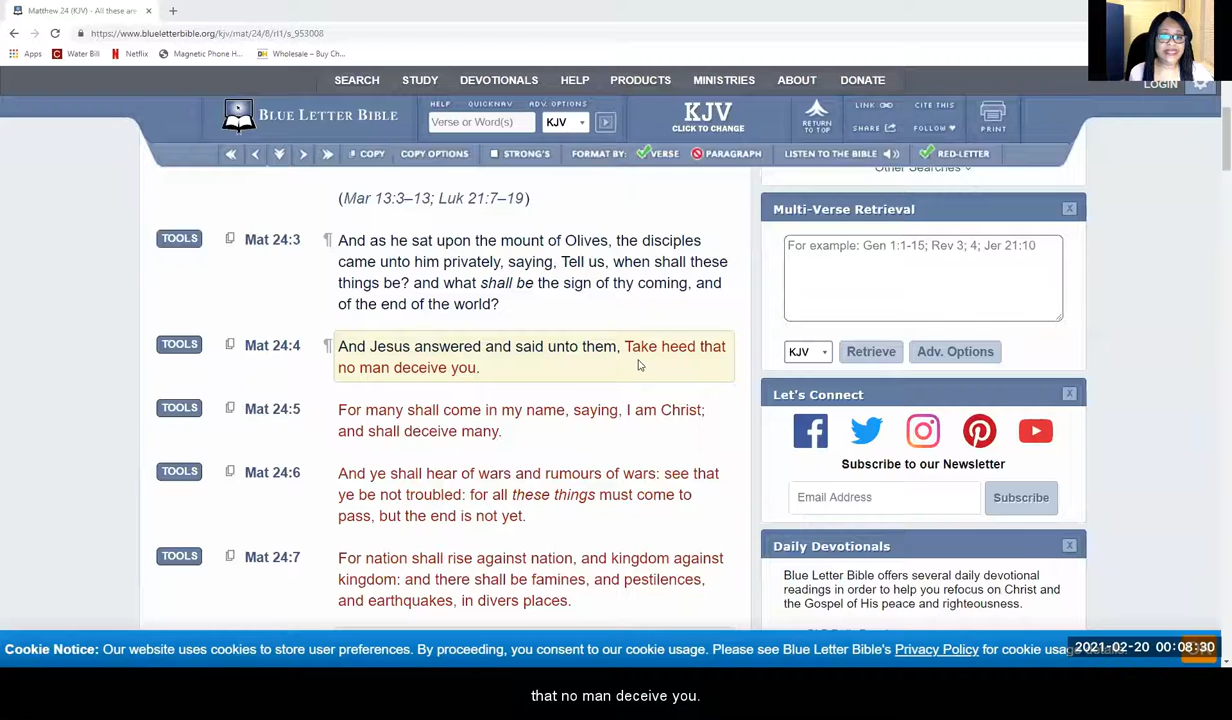 Matthew 24 (KJV) - All these are
https://www.blueletterbible.org/kjv/mat/24/8/rl1/s_953008
Apps
Water Bill
Netflix
Magnetic Phone H...
Wholesale – Buy Ch...
SEARCH STUDY DEVOTIONALS HELP PRODUCTS MINISTRIES ABOUT DONATE
LOGIN
BLUE LETTER BIBLE
HELP QUICKNAV ADV. OPTIONS
Verse or Word(s) KJV
KJV
CLICK TO CHANGE
RETURN
TO TOP
LINK CITE THIS
SHARE FOLLOW
PRINT
COPY COPY OPTIONS STRONG'S FORMAT BY: VERSE PARAGRAPH LISTEN TO THE BIBLE RED-LETTER
Other Searches
(Mar 13:3–13; Luk 21:7–19)
TOOLS Mat 24:3 ¶ And as he sat upon the mount of Olives, the disciples
came unto him privately, saying, Tell us, when shall these
things be? and what shall be the sign of thy coming, and
of the end of the world?
TOOLS Mat 24:4 ¶ And Jesus answered and said unto them, Take heed that
no man deceive you.
TOOLS Mat 24:5 For many shall come in my name, saying, I am Christ;
and shall deceive many.
TOOLS Mat 24:6 And ye shall hear of wars and rumours of wars: see that
ye be not troubled: for all these things must come to
pass, but the end is not yet.
TOOLS Mat 24:7 For nation shall rise against nation, and kingdom against
kingdom: and there shall be famines, and pestilences,
and earthquakes, in divers places.
Multi-Verse Retrieval X
For example: Gen 1:1-15; Rev 3; 4; Jer 21:10
KJV Retrieve Adv. Options
Let's Connect X
Subscribe to our Newsletter
Email Address Subscribe
Daily Devotionals X
Blue Letter Bible offers several daily devotional
readings in order to help you refocus on Christ and
the Gospel of His peace and righteousness.
Cookie Notice: Our website uses cookies to store user preferences. By proceeding, you consent to our cookie usage. Please see Blue Letter Bible's Privacy Policy for cookie usage details.
2021-02-20 00:08:30
that no man deceive you.